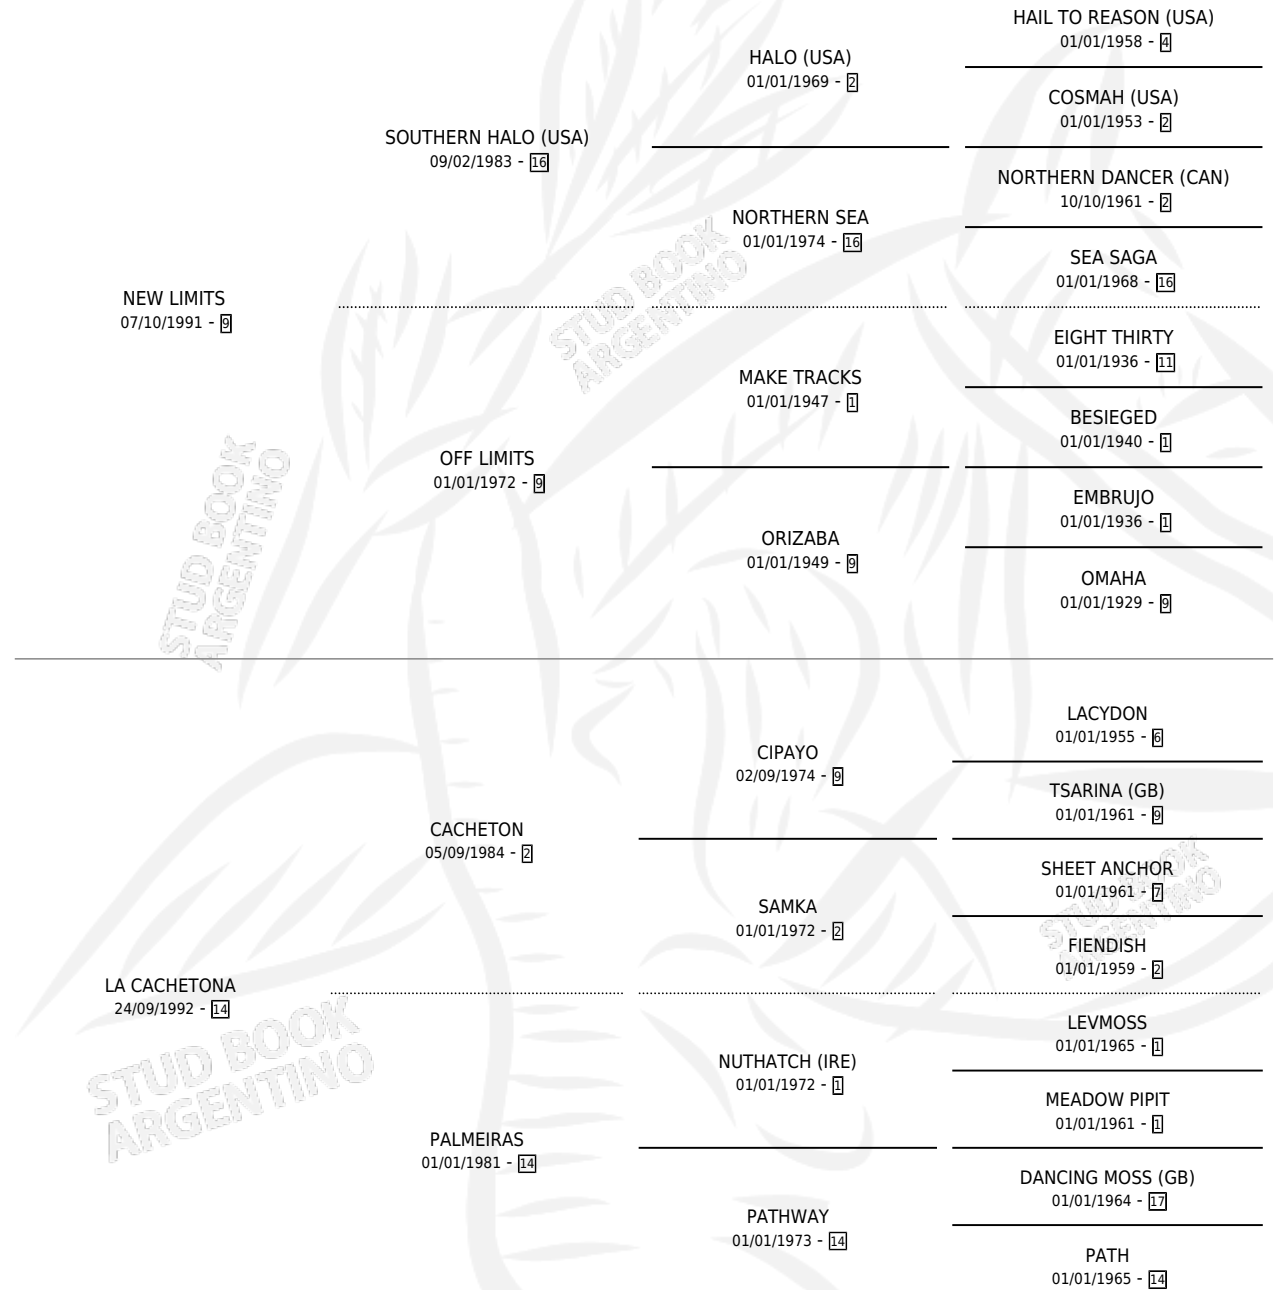 HAIL TO REASON (USA)
01/01/1958 - 4
HALO (USA)
01/01/1969 - 2
COSMAH (USA)
01/01/1953 - 2
SOUTHERN HALO (USA)
09/02/1983 - 16
NORTHERN DANCER (CAN)
10/10/1961 - 2
NORTHERN SEA
01/01/1974 - 16
SEA SAGA
01/01/1968 - 16
NEW LIMITS
07/10/1991 - 9
STUD BOOK
ARGENTINO
EIGHT THIRTY
01/01/1936 - 11
MAKE TRACKS
01/01/1947 - 1
BESIEGED
01/01/1940 - 1
OFF LIMITS
01/01/1972 - 9
EMBRUJO
01/01/1936 - 1
ORIZABA
01/01/1949 - 9
OMAHA
01/01/1929 - 9
STUD BOOK
ARGENTINO
LACYDON
01/01/1955 - 6
CIPAYO
02/09/1974 - 9
TSARINA (GB)
01/01/1961 - 9
CACHETON
05/09/1984 - 2
SHEET ANCHOR
01/01/1961 - 7
SAMKA
01/01/1972 - 2
FIENDISH
01/01/1959 - 2
STUD BOOK
ARGENTINO
LA CACHETONA
24/09/1992 - 14
STUD BOOK
ARGENTINO
LEVMOSS
01/01/1965 - 1
NUTHATCH (IRE)
01/01/1972 - 1
MEADOW PIPIT
01/01/1961 - 1
PALMEIRAS
01/01/1981 - 14
DANCING MOSS (GB)
01/01/1964 - 17
PATHWAY
01/01/1973 - 14
PATH
01/01/1965 - 14